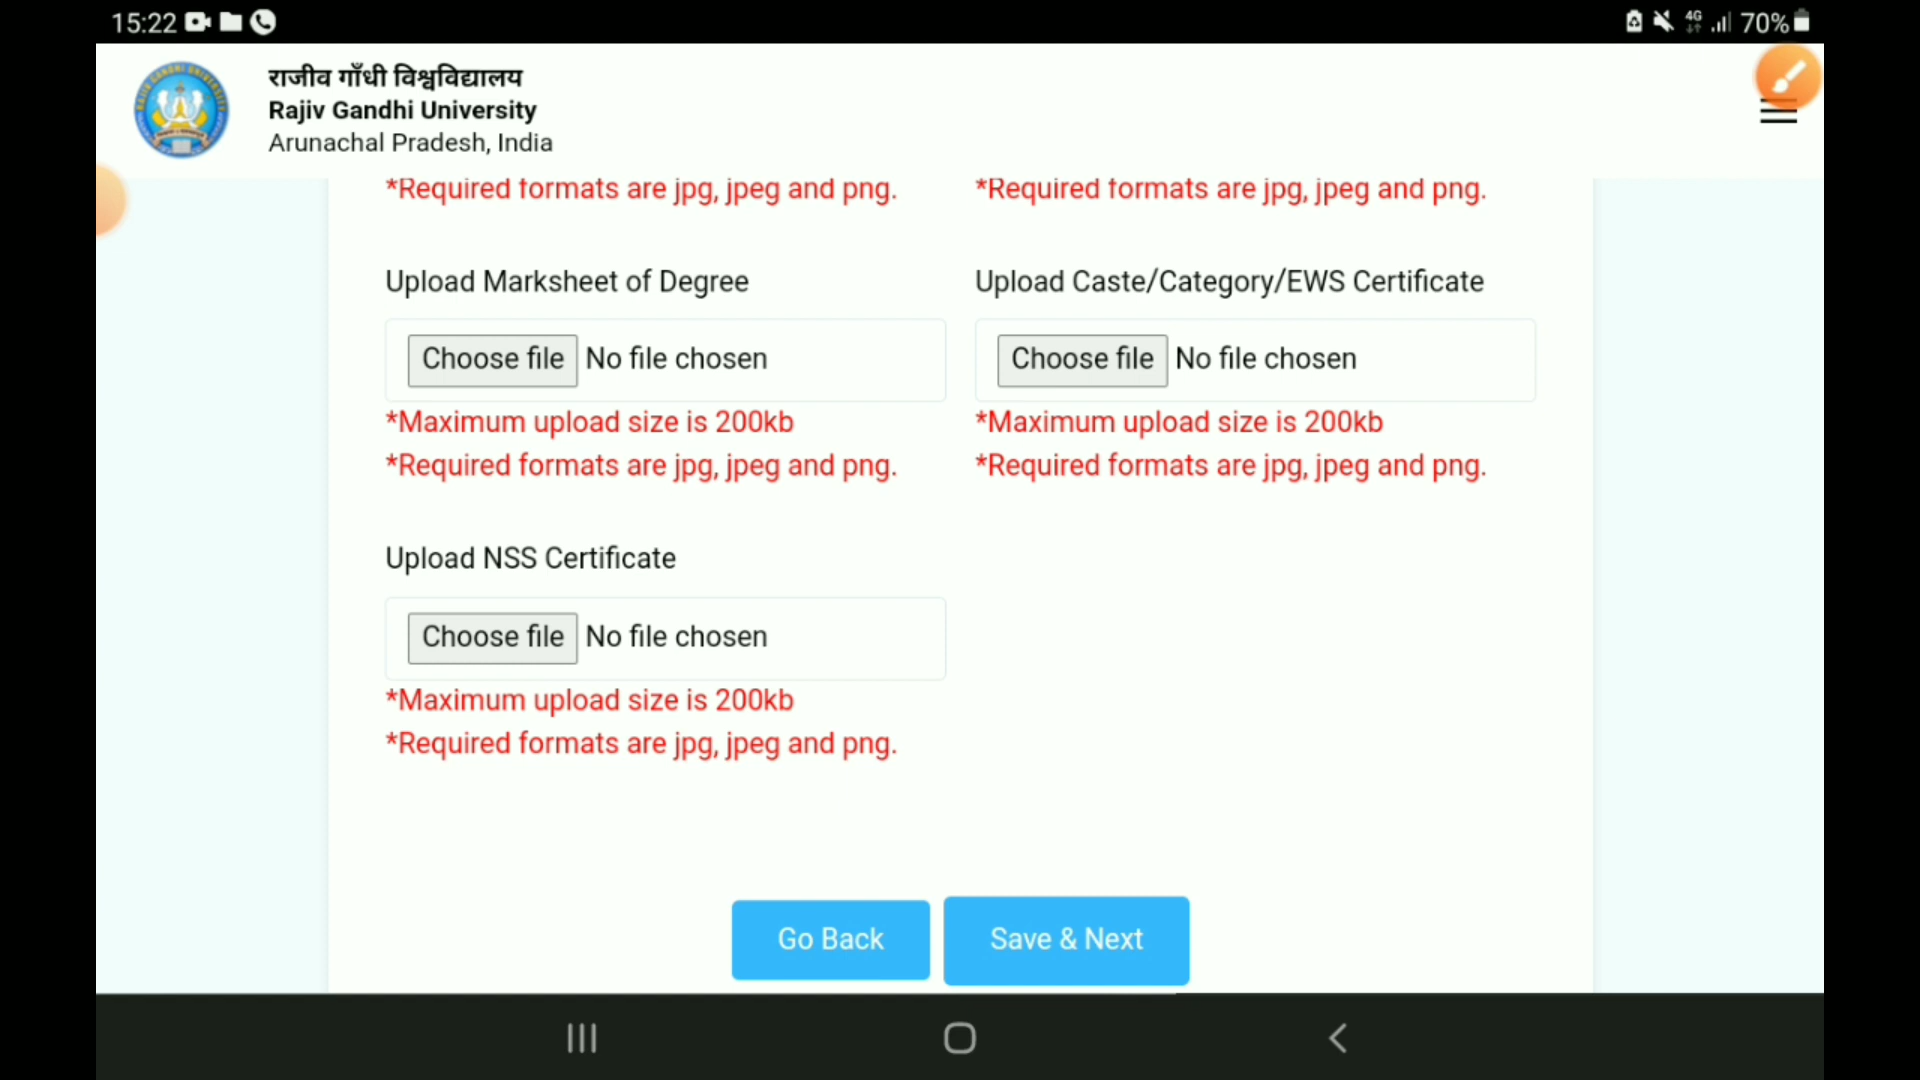 15:22
4G
70%
राजीव गाँधी विश्वविद्यालय
Rajiv Gandhi University
Arunachal Pradesh, India
*Required formats are jpg, jpeg and png.
*Required formats are jpg, jpeg and png.
Upload Marksheet of Degree
Upload Caste/Category/EWS Certificate
Choose file No file chosen
Choose file No file chosen
*Maximum upload size is 200kb
*Maximum upload size is 200kb
*Required formats are jpg, jpeg and png.
*Required formats are jpg, jpeg and png.
Upload NSS Certificate
Choose file No file chosen
*Maximum upload size is 200kb
*Required formats are jpg, jpeg and png.
Go Back
Save & Next